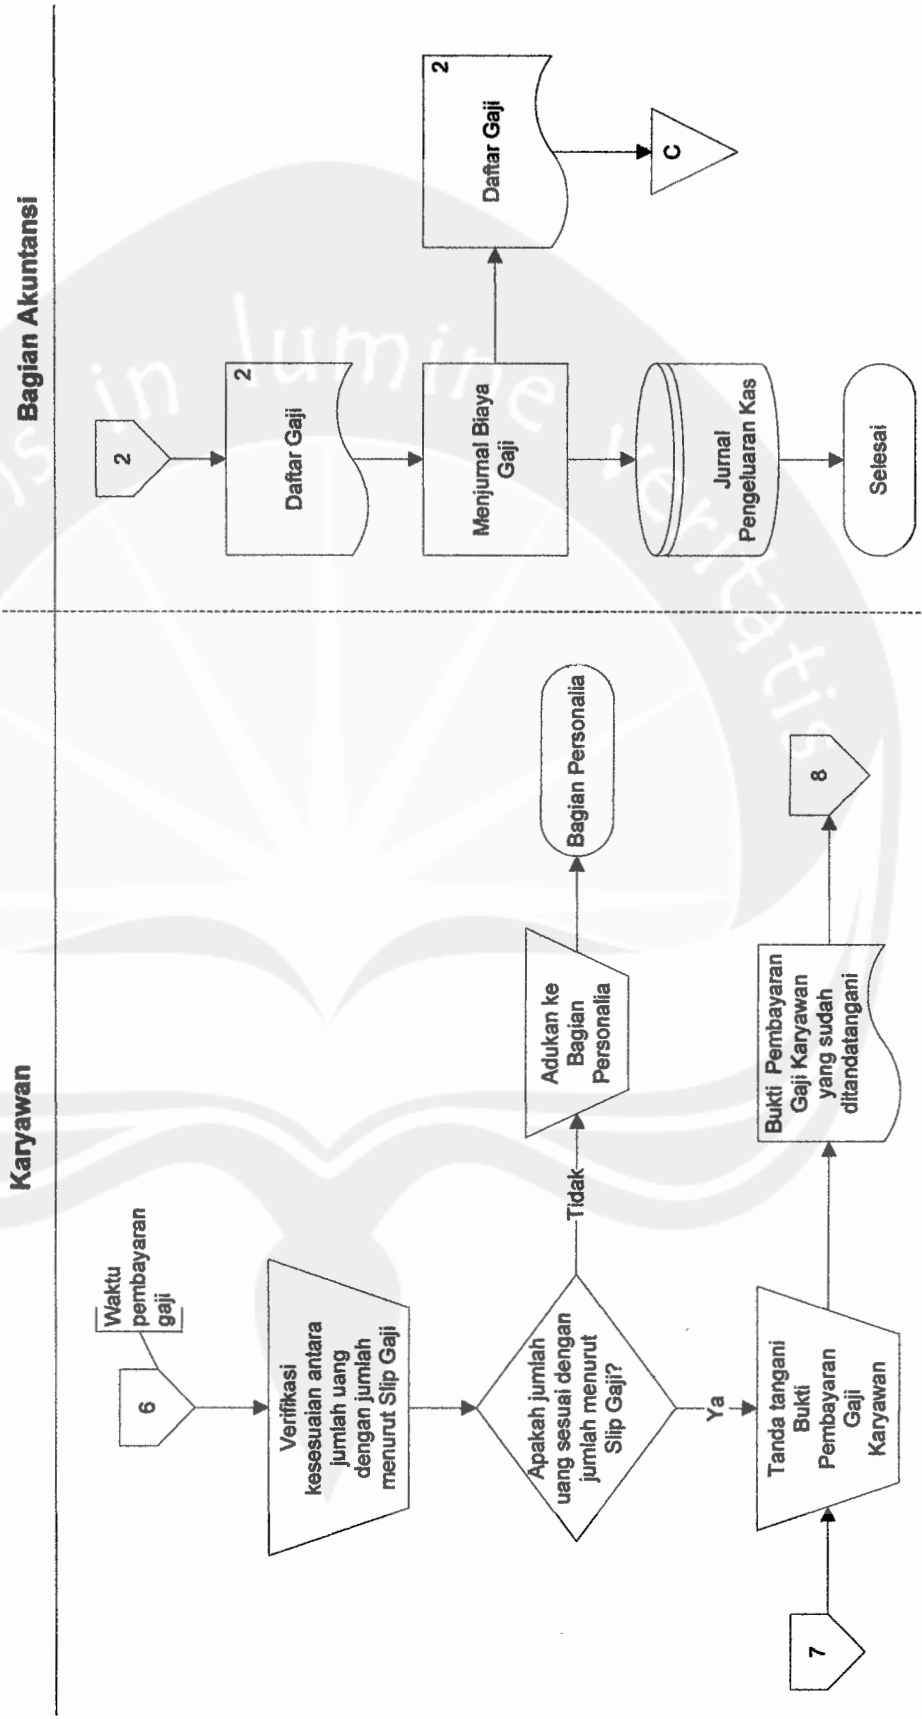 Karyawan
Bagian Akuntansi
Waktu
pembayaran
gaji
6
Verifikasi
kesesuaian antara
jumlah uang
dengan jumlah
menurut Slip Gaji
Apakah jumlah
uang sesuai dengan
jumlah menurut
Slip Gaji?
Tidak
Adukan ke
Bagian
Personalia
Bagian Personalia
Ya
7
Tanda tangani
Bukti
Pembayaran
Gaji
Karyawan
Bukti Pembayaran
Gaji Karyawan
yang sudah
ditandatangani
8
2
Daftar Gaji
2
Menjurnal Biaya
Gaji
Daftar Gaji
2
C
Jurnal
Pengeluaran Kas
Selesai
in lumine veritatis